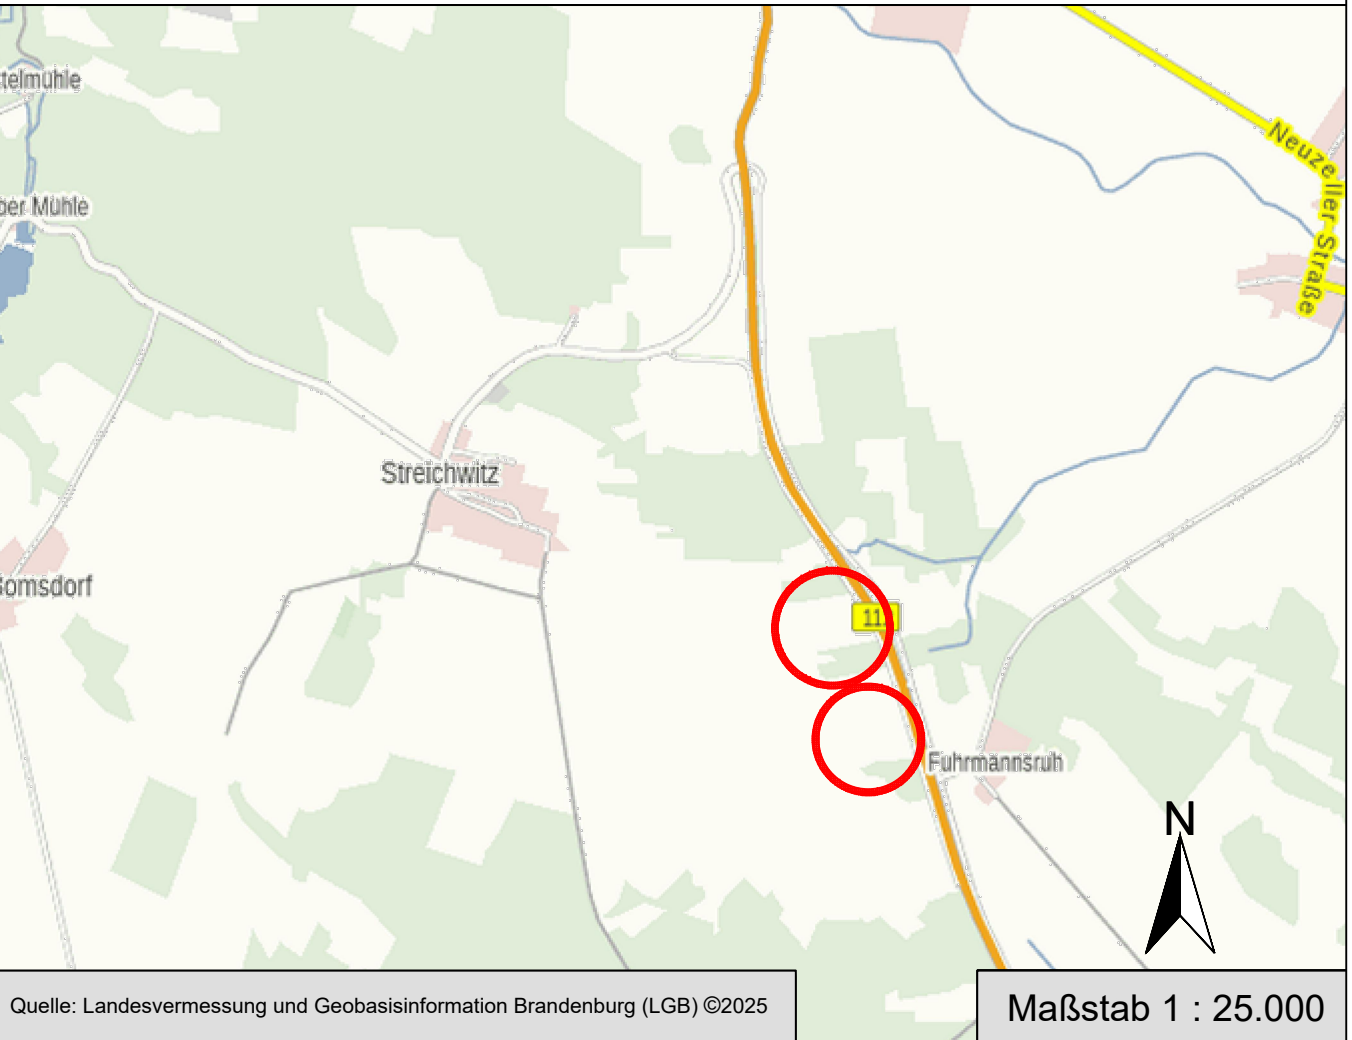 telmühle
Neuzeller Straße
ber Mühle
Streichwitz
Bomsdorf
11
Fuhrmannsruh
N
Quelle: Landesvermessung und Geobasisinformation Brandenburg (LGB) ©2025
Maßstab 1 : 25.000